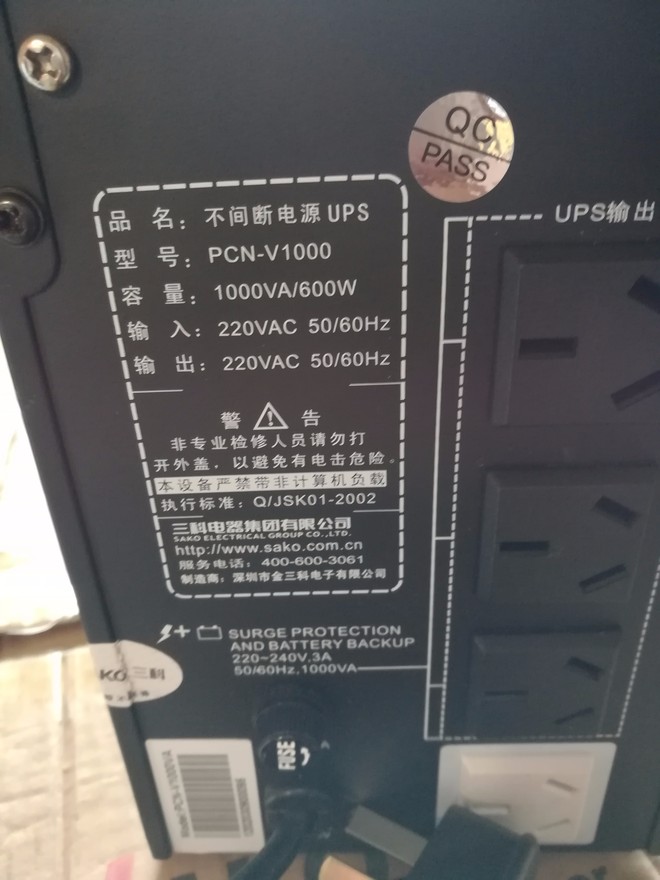 QC
PASS
品 名：不间断电源 UPS
型 号：PCN-V1000
容 量：1000VA/600W
输 入：220VAC 50/60Hz
输 出：220VAC 50/60Hz
警 告
非专业检修人员请勿打
开外盖，以避免有电击危险。
本设备严禁带非计算机负载
执行标准：Q/JSK01-2002
三科电器集团有限公司
SAKO ELECTRICAL GROUP CO.,LTD.
http://www.sako.com.cn
服务电话：400-600-3061
制造商：深圳市金三科电子有限公司
UPS输出
SURGE PROTECTION
AND BATTERY BACKUP
220~240V,3A
50/60Hz,1000VA
KO 三科
FUSE
Model:PCN-V1000VA